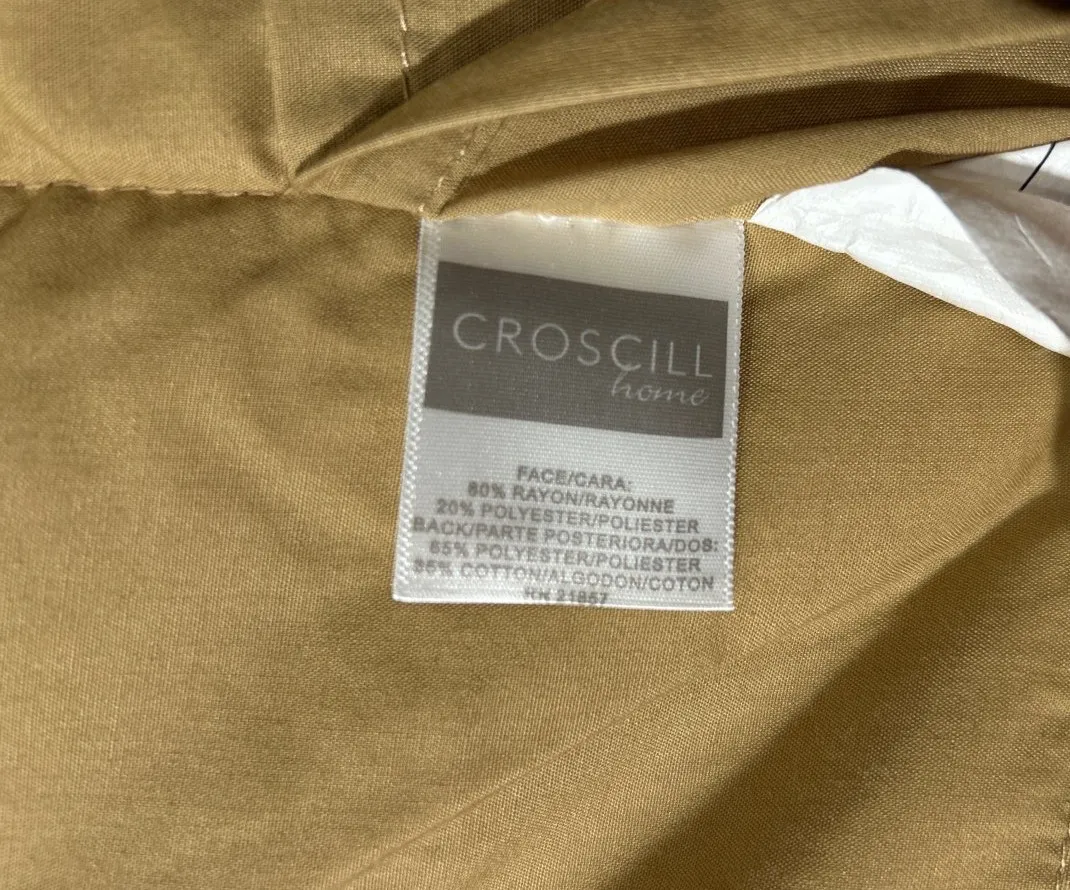 CROSCILL
home
FACE/CARA:
80% RAYON/RAYONNE
20% POLYESTER/POLIESTER
BACK/PARTE POSTERIORA/DOS:
65% POLYESTER/POLIESTER
35% COTTON/ALGODON/COTON
RN 21857